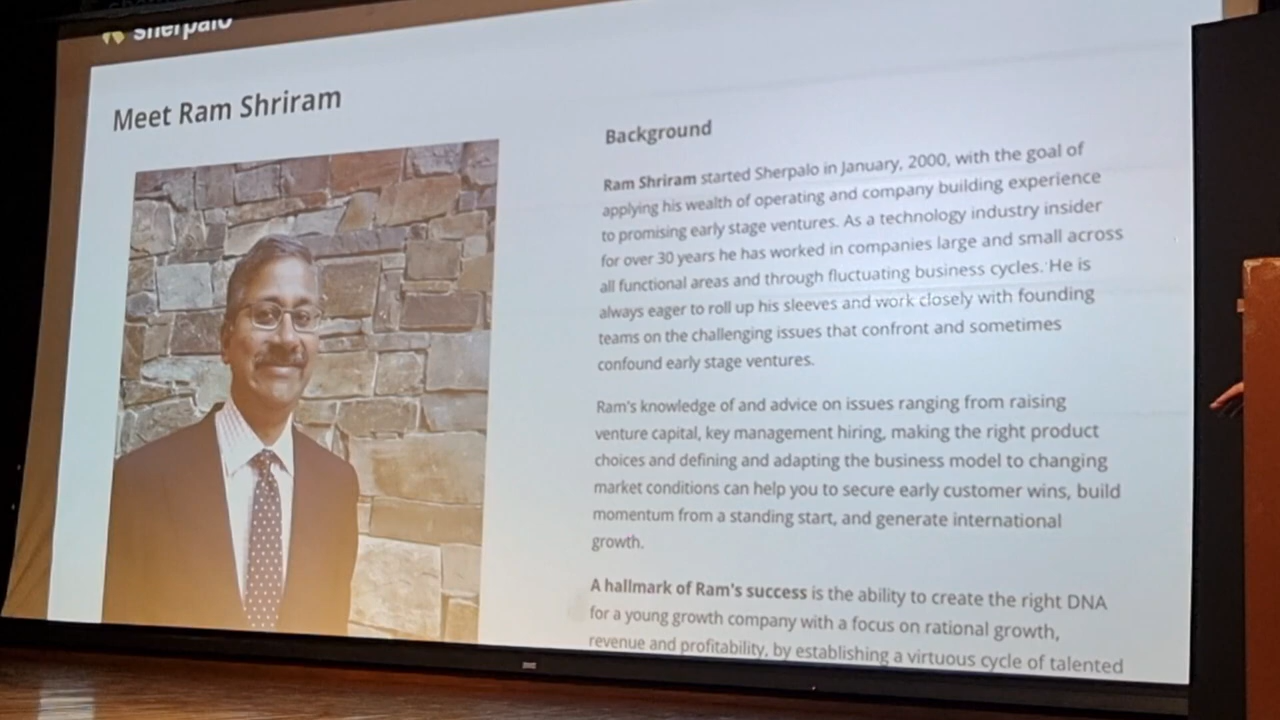 sherpalo
Meet Ram Shriram
Background
Ram Shriram started Sherpalo in January, 2000, with the goal of
applying his wealth of operating and company building experience
to promising early stage ventures. As a technology industry insider
for over 30 years he has worked in companies large and small across
all functional areas and through fluctuating business cycles. He is
always eager to roll up his sleeves and work closely with founding
teams on the challenging issues that confront and sometimes
confound early stage ventures.
Ram's knowledge of and advice on issues ranging from raising
venture capital, key management hiring, making the right product
choices and defining and adapting the business model to changing
market conditions can help you to secure early customer wins, build
momentum from a standing start, and generate international
growth.
A hallmark of Ram's success is the ability to create the right DNA
for a young growth company with a focus on rational growth,
revenue and profitability, by establishing a virtuous cycle of talented